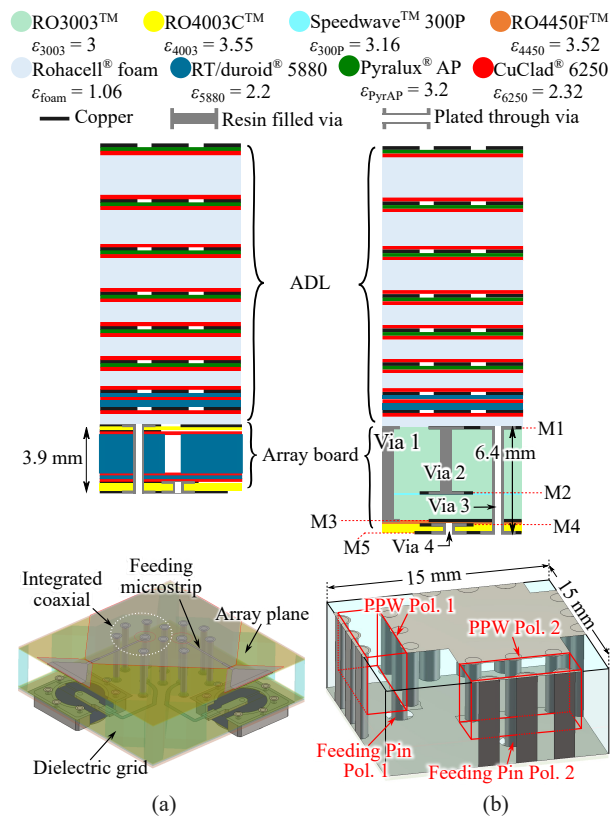 RO3003™ RO4003C™ Speedwave™ 300P RO4450F™
ε3003 = 3 ε4003 = 3.55 ε300P = 3.16 ε4450 = 3.52
Rohacell® foam RT/duroid® 5880 Pyralux® AP CuClad® 6250
εfoam = 1.06 ε5880 = 2.2 εPyrAP = 3.2 ε6250 = 2.32
Copper Resin filled via Plated through via
ADL
3.9 mm
Array board
Via 1
6.4 mm
M1
Via 2
M2
Via 3
M3
M4
M5
Via 4
Integrated
coaxial
Feeding
microstrip
Array plane
Dielectric grid
15 mm
15 mm
PPW Pol. 1
PPW Pol. 2
Feeding Pin
Pol. 1
Feeding Pin Pol. 2
(a) (b)